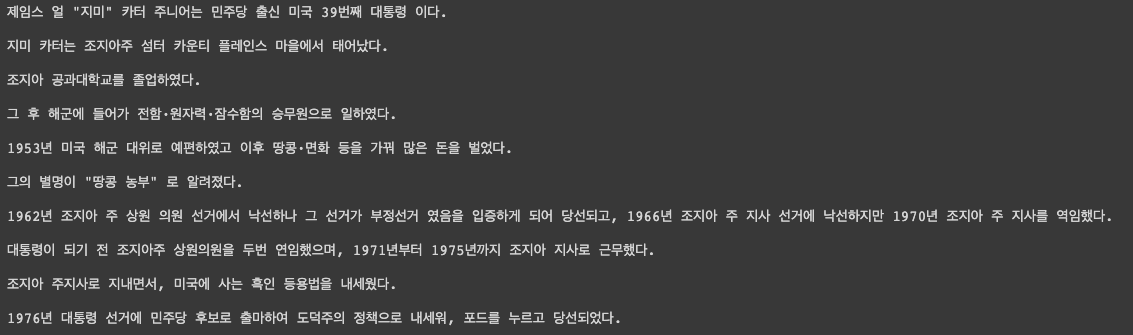 제임스 얼 "지미" 카터 주니어는 민주당 출신 미국 39번째 대통령 이다.
지미 카터는 조지아주 섬터 카운티 플레인스 마을에서 태어났다.
조지아 공과대학교를 졸업하였다.
그 후 해군에 들어가 전함·원자력·잠수함의 승무원으로 일하였다.
1953년 미국 해군 대위로 예편하였고 이후 땅콩·면화 등을 가꿔 많은 돈을 벌었다.
그의 별명이 "땅콩 농부" 로 알려졌다.
1962년 조지아 주 상원 의원 선거에서 낙선하나 그 선거가 부정선거 였음을 입증하게 되어 당선되고, 1966년 조지아 주 지사 선거에 낙선하지만 1970년 조지아 주 지사를 역임했다.
대통령이 되기 전 조지아주 상원의원을 두번 연임했으며, 1971년부터 1975년까지 조지아 지사로 근무했다.
조지아 주지사로 지내면서, 미국에 사는 흑인 등용법을 내세웠다.
1976년 대통령 선거에 민주당 후보로 출마하여 도덕주의 정책으로 내세워, 포드를 누르고 당선되었다.